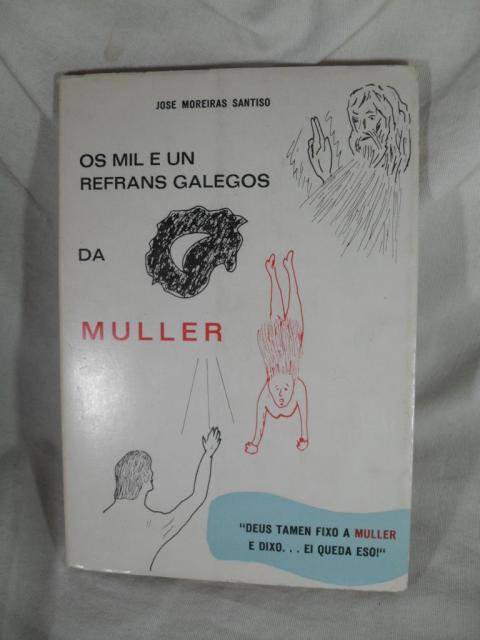 JOSE MOREIRAS SANTISO
OS MIL E UN
REFRANS GALEGOS
DA
MULLER
"DEUS TAMEN FIXO A MULLER
E DIXO. . . EI QUEDA ESO!"